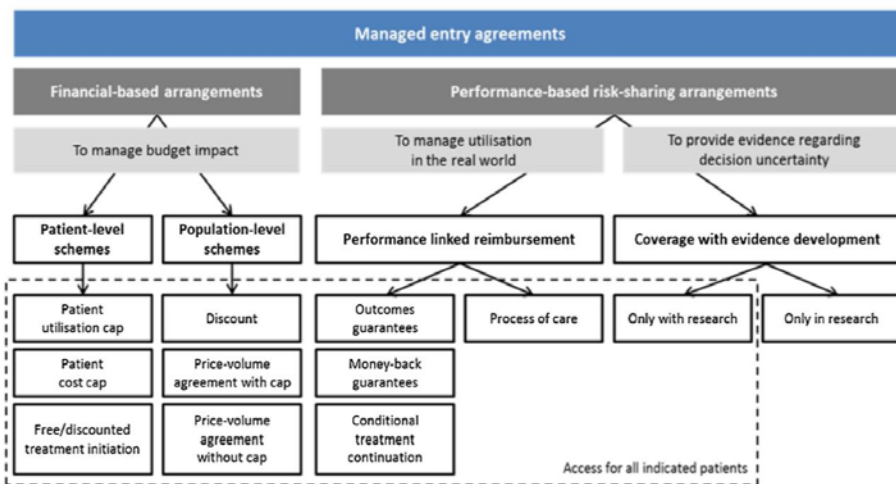 Managed entry agreements
Financial-based arrangements
Performance-based risk-sharing arrangements
To manage budget impact
To manage utilisation
in the real world
To provide evidence regarding
decision uncertainty
Patient-level
schemes
Population-level
schemes
Performance linked reimbursement
Coverage with evidence development
Patient
utilisation cap
Discount
Outcomes
guarantees
Process of care
Only with research
Only in research
Patient
cost cap
Price-volume
agreement with cap
Money-back
guarantees
Free/discounted
treatment initiation
Price-volume
agreement
without cap
Conditional
treatment
continuation
Access for all indicated patients